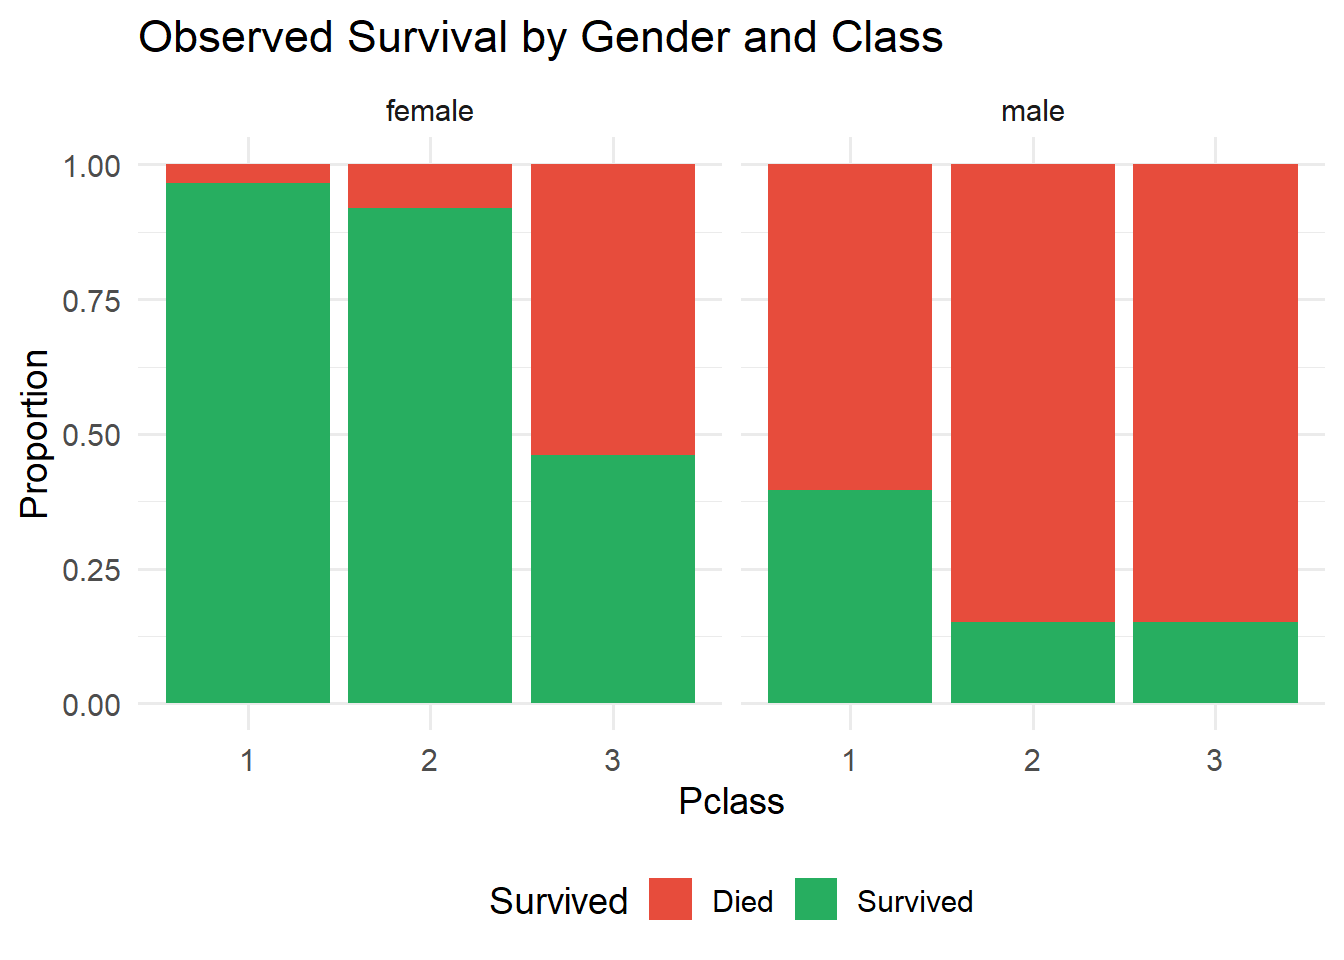 Observed Survival by Gender and Class
female
male
1.00
0.75
0.50
0.25
0.00
Proportion
1 2 3
1 2 3
Pclass
Survived Died Survived